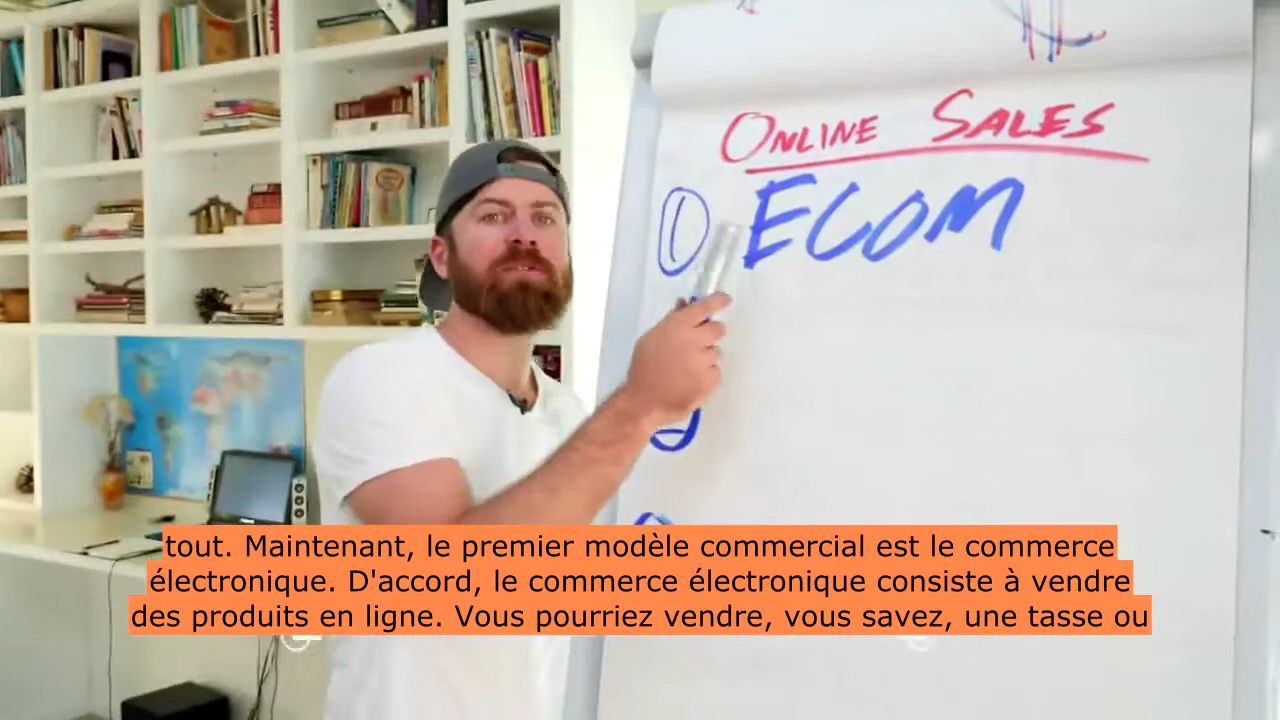 ONLINE SALES
① ECOM
tout. Maintenant, le premier modèle commercial est le commerce
électronique. D'accord, le commerce électronique consiste à vendre
des produits en ligne. Vous pourriez vendre, vous savez, une tasse ou